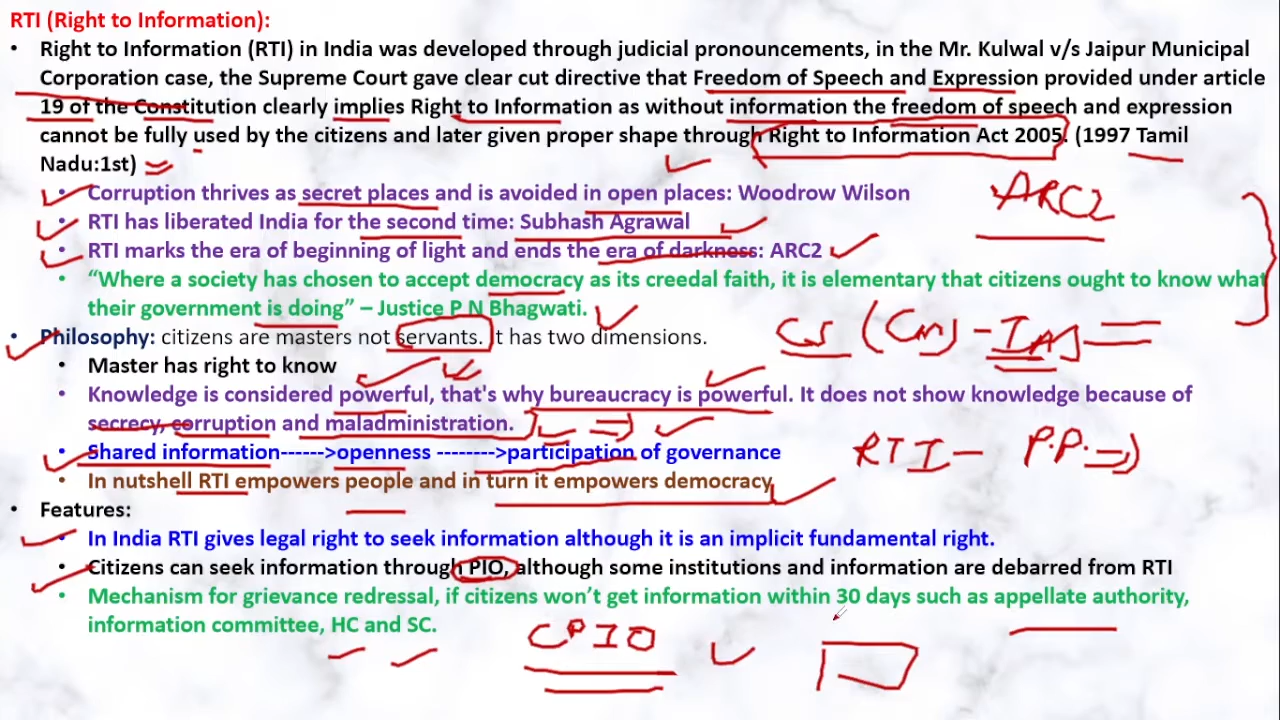 RTI (Right to Information):
• Right to Information (RTI) in India was developed through judicial pronouncements, in the Mr. Kulwal v/s Jaipur Municipal
Corporation case, the Supreme Court gave clear cut directive that Freedom of Speech and Expression provided under article
19 of the Constitution clearly implies Right to Information as without information the freedom of speech and expression
cannot be fully used by the citizens and later given proper shape through Right to Information Act 2005. (1997 Tamil
Nadu:1st)
• Corruption thrives as secret places and is avoided in open places: Woodrow Wilson
ARC2
• RTI has liberated India for the second time: Subhash Agrawal
• RTI marks the era of beginning of light and ends the era of darkness: ARC2
• “Where a society has chosen to accept democracy as its creedal faith, it is elementary that citizens ought to know what
their government is doing” – Justice P N Bhagwati.
• Philosophy: citizens are masters not servants. It has two dimensions.
CS (CM) - IAS
• Master has right to know
• Knowledge is considered powerful, that's why bureaucracy is powerful. It does not show knowledge because of
secrecy, corruption and maladministration.
• Shared information------>openness -------->participation of governance
RTI - P.P.
• In nutshell RTI empowers people and in turn it empowers democracy
• Features:
• In India RTI gives legal right to seek information although it is an implicit fundamental right.
• Citizens can seek information through PIO, although some institutions and information are debarred from RTI
• Mechanism for grievance redressal, if citizens won’t get information within 30 days such as appellate authority,
information committee, HC and SC.
CPIO